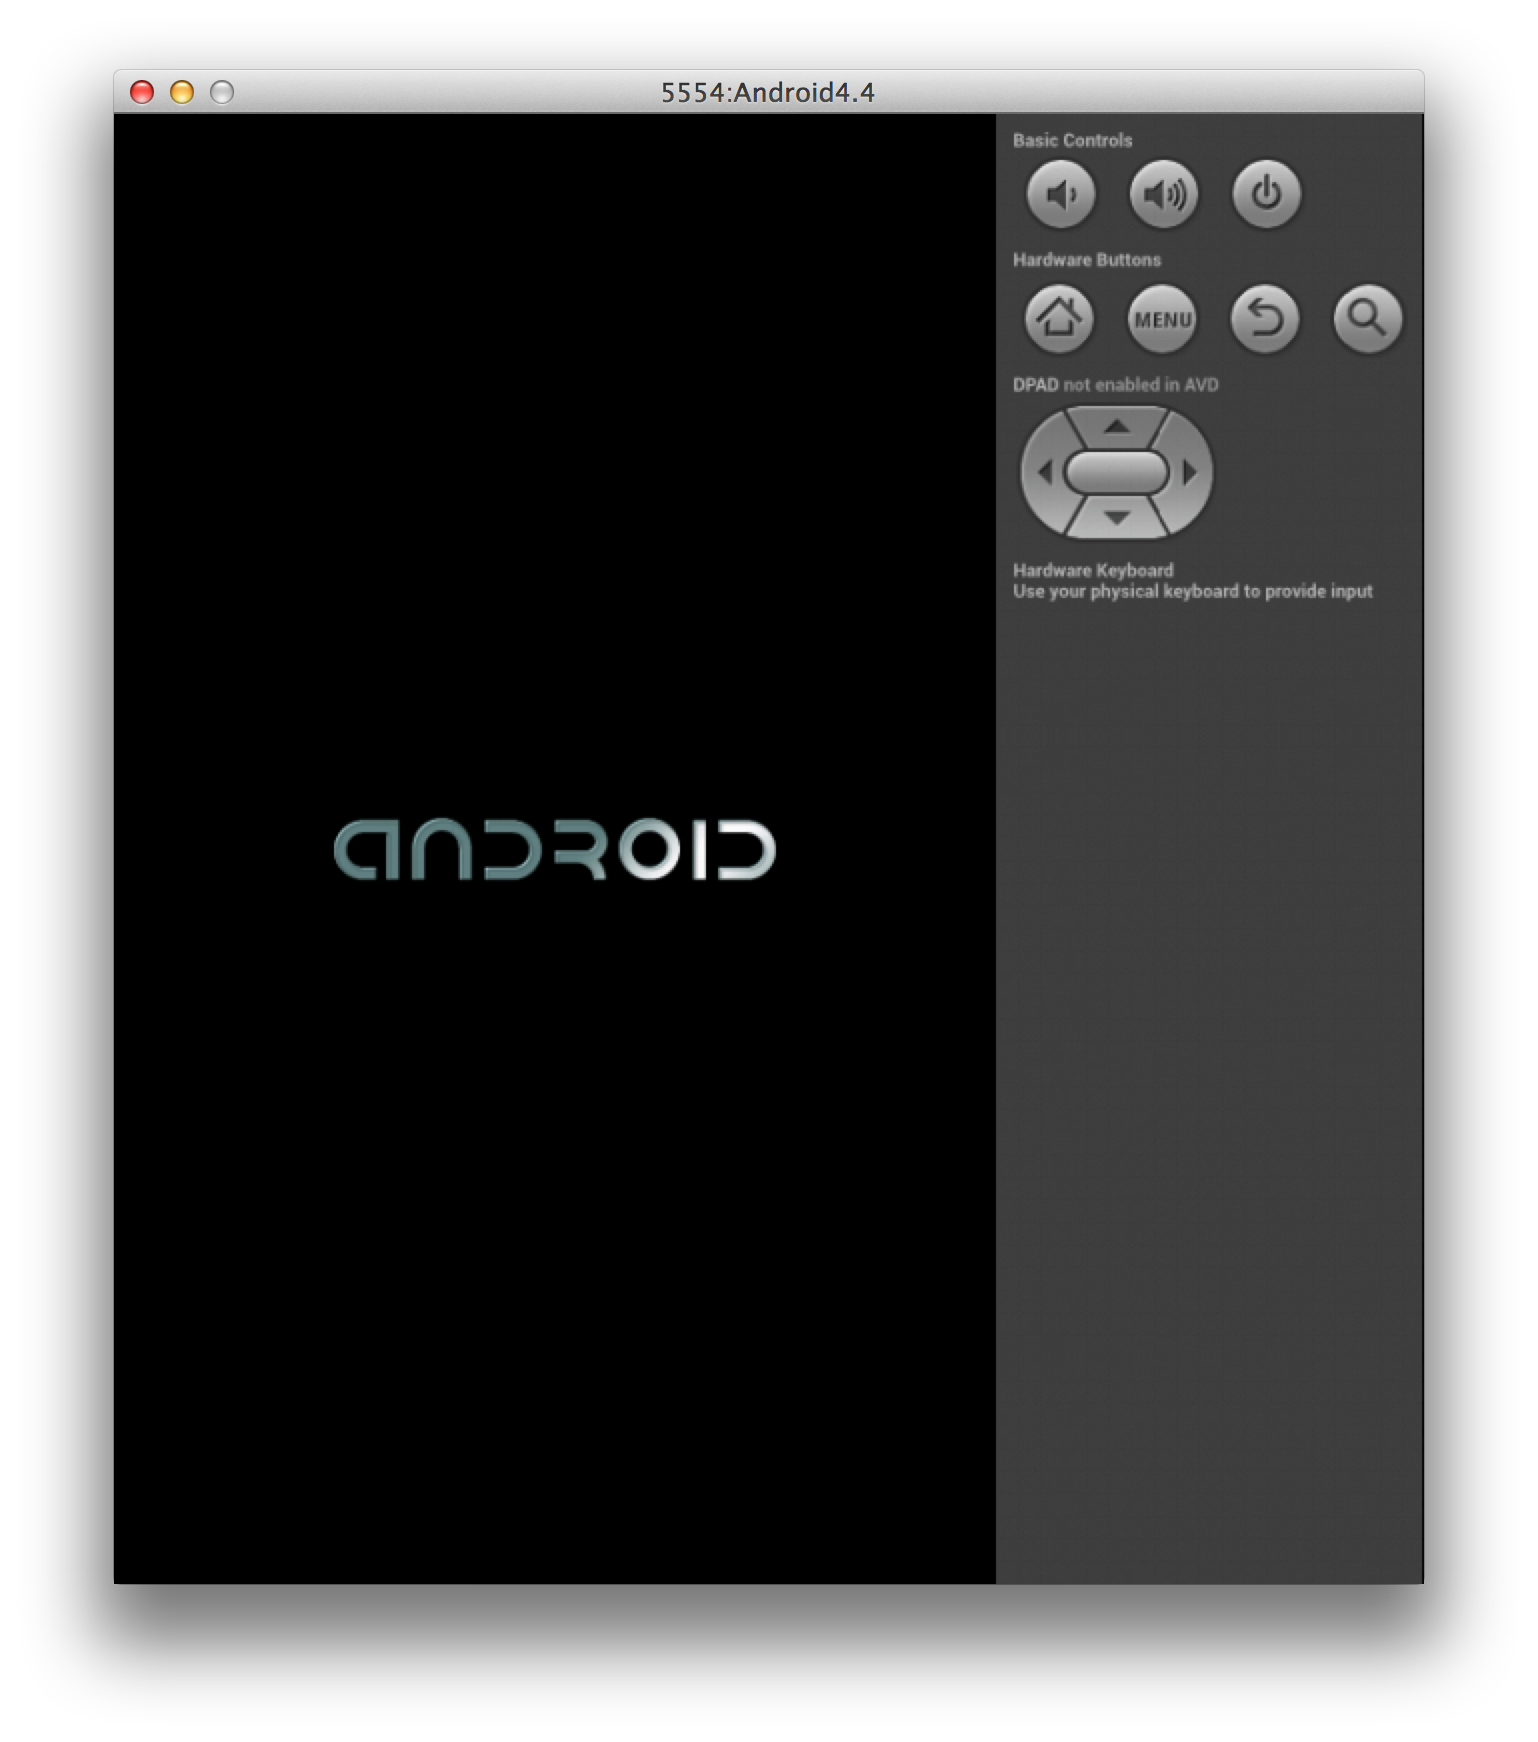 5554:Android4.4
Basic Controls
Hardware Buttons
MENU
DPAD not enabled in AVD
Hardware Keyboard
Use your physical keyboard to provide input
ANDROID